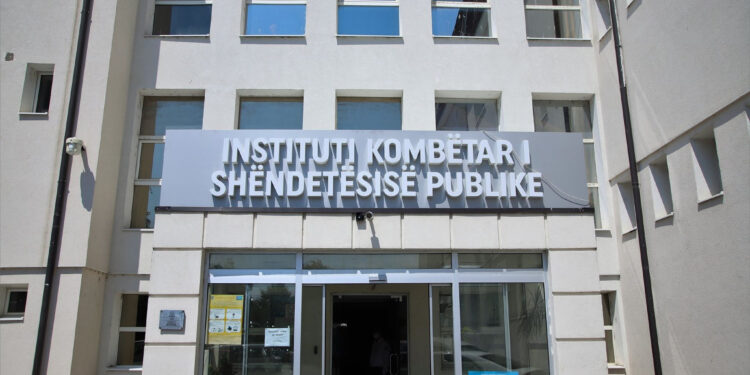 INSTITUTI KOMBËTAR I
SHËNDETËSISË PUBLIKE